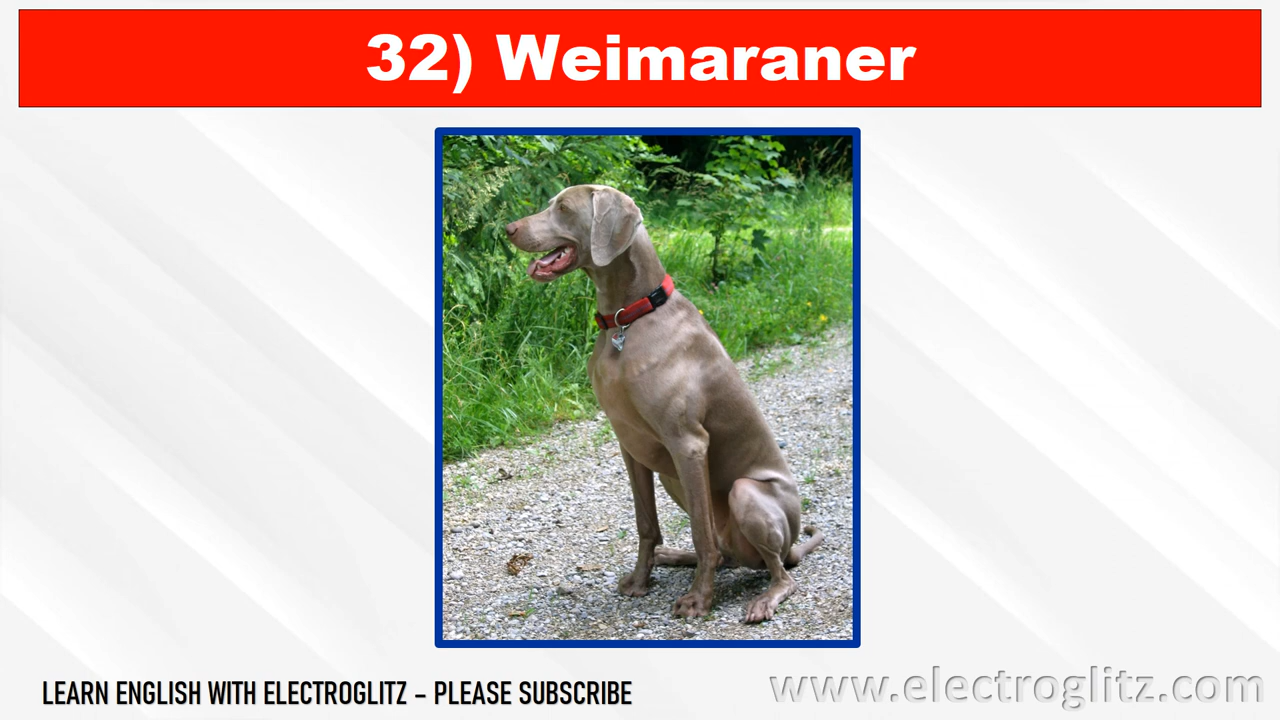 32) Weimaraner
LEARN ENGLISH WITH ELECTROGLITZ – PLEASE SUBSCRIBE
www.electroglitz.com